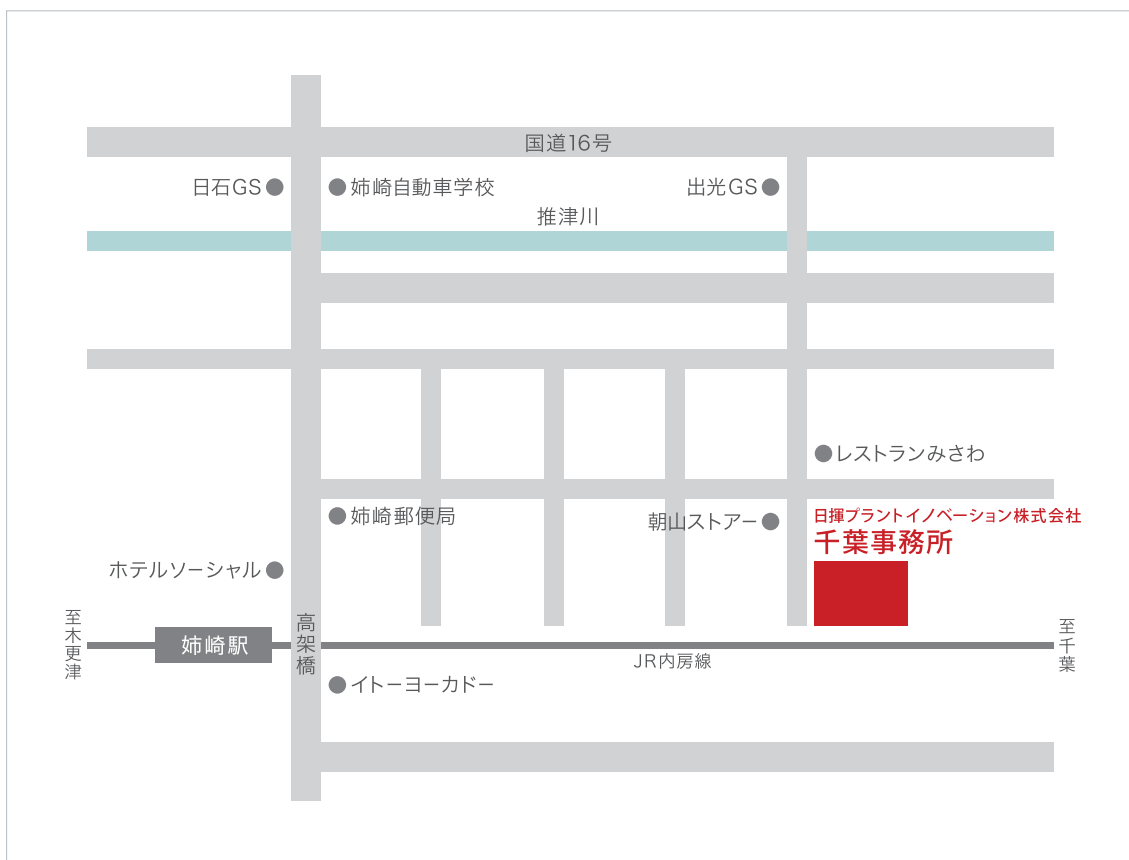 国道16号
日石GS
姉崎自動車学校
出光GS
推津川
レストランみさわ
姉崎郵便局
朝山ストアー
日揮プラントイノベーション株式会社
千葉事務所
ホテルソーシャル
至木更津
姉崎駅
高架橋
至千葉
JR内房線
イトーヨーカドー